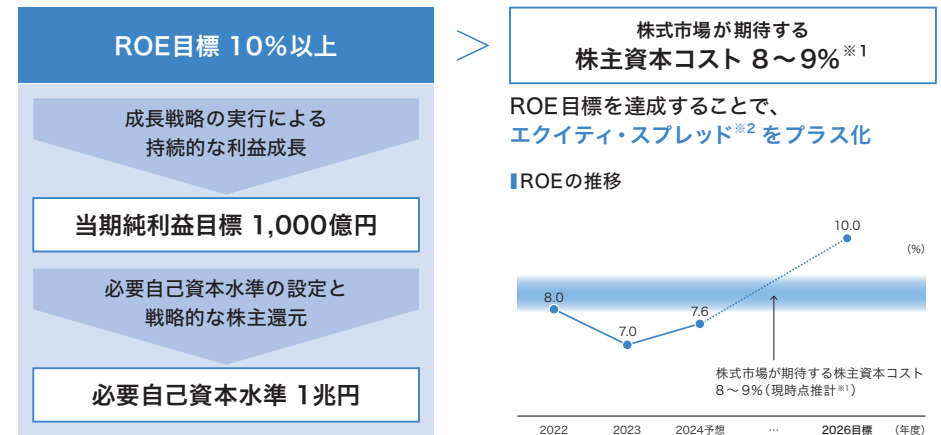 ROE目標 10%以上
成長戦略の実行による
持続的な利益成長
当期純利益目標 1,000億円
必要自己資本水準の設定と
戦略的な株主還元
必要自己資本水準 1兆円
＞
株式市場が期待する
株主資本コスト 8～9%※1
ROE目標を達成することで、
エクイティ・スプレッド※2 をプラス化
ROEの推移
(%)
8.0
7.0
7.6
10.0
株式市場が期待する株主資本コスト
8～9%（現時点推計※1）
2022 2023 2024予想 … 2026目標 （年度）